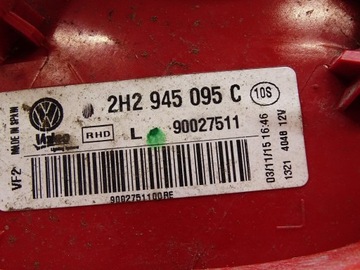 MADE IN SPAIN
2H2 945 095 C
10S
Valeo
RHD
L
90027511
VF2
9002751100BE
03/11/15 16:46
1321 4048 12V